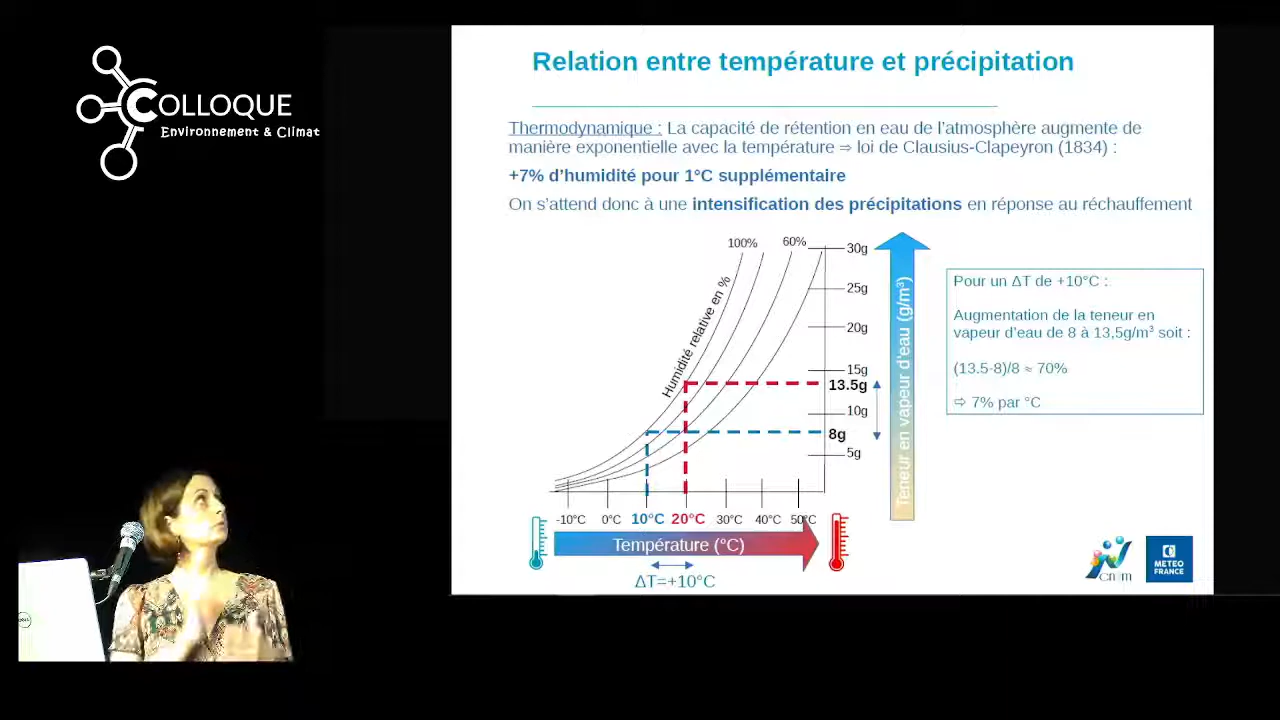 COLLOQUE
Environnement & Climat
Relation entre température et précipitation
Thermodynamique : La capacité de rétention en eau de l'atmosphère augmente de
manière exponentielle avec la température ⇒ loi de Clausius-Clapeyron (1834) :
+7% d'humidité pour 1°C supplémentaire
On s'attend donc à une intensification des précipitations en réponse au réchauffement
100%
60%
Humidité relative en %
30g
25g
20g
15g
13.5g
10g
8g
5g
Teneur en vapeur d'eau (g/m³)
Pour un ΔT de +10°C :
Augmentation de la teneur en
vapeur d'eau de 8 à 13,5g/m³ soit :
(13.5-8)/8 ≈ 70%
⇨ 7% par °C
-10°C 0°C 10°C 20°C 30°C 40°C 50°C
Température (°C)
ΔT=+10°C
METEO
FRANCE
DELL